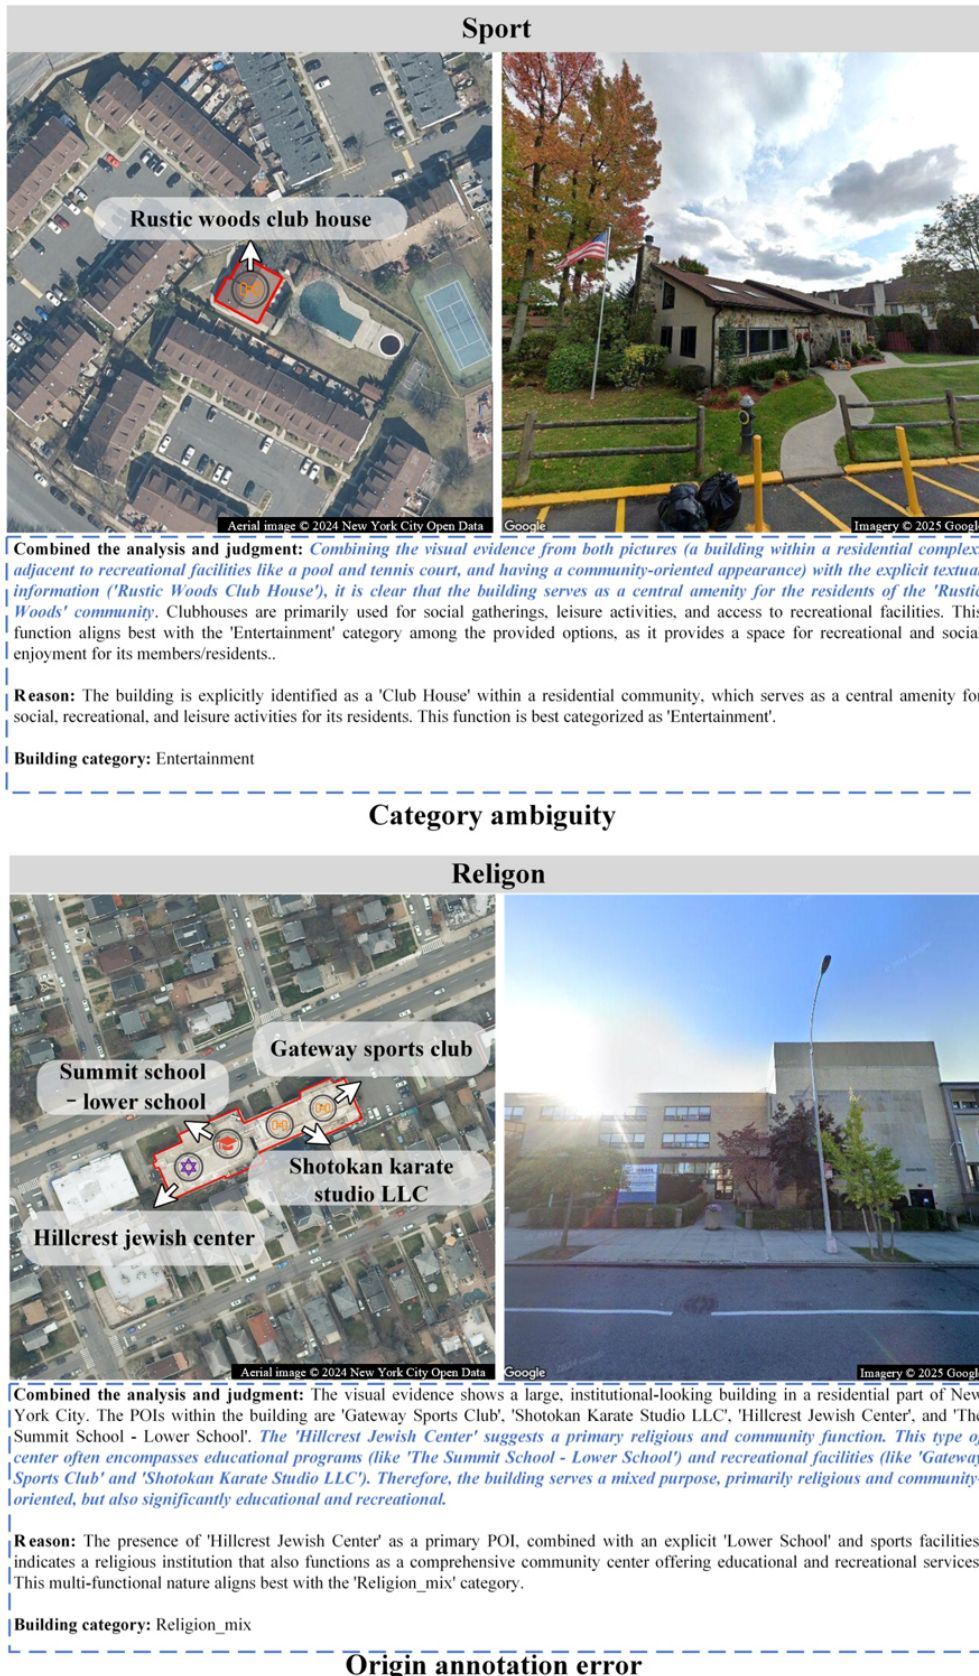 Sport
Rustic woods club house
Aerial image © 2024 New York City Open Data
Google
Imagery © 2025 Google
Combined the analysis and judgment: Combining the visual evidence from both pictures (a building within a residential complex,
adjacent to recreational facilities like a pool and tennis court, and having a community-oriented appearance) with the explicit textual
information ('Rustic Woods Club House'), it is clear that the building serves as a central amenity for the residents of the 'Rustic
Woods' community. Clubhouses are primarily used for social gatherings, leisure activities, and access to recreational facilities. This
function aligns best with the 'Entertainment' category among the provided options, as it provides a space for recreational and social
enjoyment for its members/residents..
Reason: The building is explicitly identified as a 'Club House' within a residential community, which serves as a central amenity for
social, recreational, and leisure activities for its residents. This function is best categorized as 'Entertainment'.
Building category: Entertainment
Category ambiguity
Religon
Gateway sports club
Summit school
- lower school
Shotokan karate
studio LLC
Hillcrest jewish center
Aerial image © 2024 New York City Open Data
Google
Imagery © 2025 Google
Combined the analysis and judgment: The visual evidence shows a large, institutional-looking building in a residential part of New
York City. The POIs within the building are 'Gateway Sports Club', 'Shotokan Karate Studio LLC', 'Hillcrest Jewish Center', and 'The
Summit School - Lower School'. The 'Hillcrest Jewish Center' suggests a primary religious and community function. This type of
center often encompasses educational programs (like 'The Summit School - Lower School') and recreational facilities (like 'Gateway
Sports Club' and 'Shotokan Karate Studio LLC'). Therefore, the building serves a mixed purpose, primarily religious and community-
oriented, but also significantly educational and recreational.
Reason: The presence of 'Hillcrest Jewish Center' as a primary POI, combined with an explicit 'Lower School' and sports facilities,
indicates a religious institution that also functions as a comprehensive community center offering educational and recreational services.
This multi-functional nature aligns best with the 'Religion_mix' category.
Building category: Religion_mix
Origin annotation error